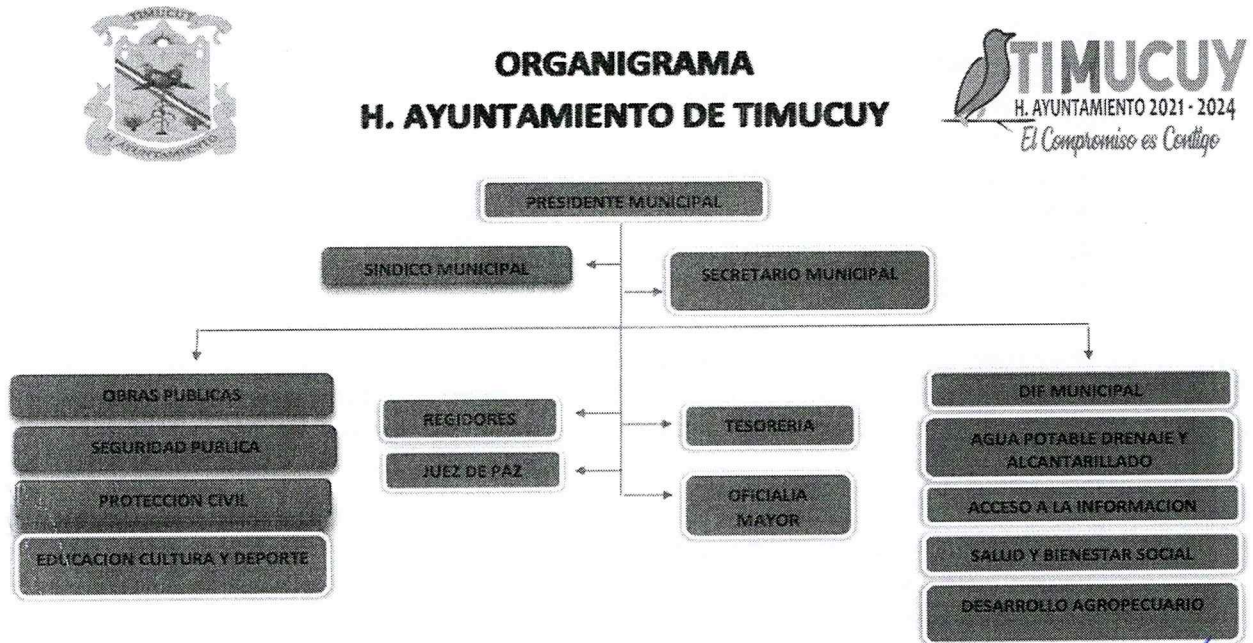 TIMUCUY
H. AYUNTAMIENTO
ORGANIGRAMA
H. AYUNTAMIENTO DE TIMUCUY
TIMUCUY
H. AYUNTAMIENTO 2021 - 2024
El Compromiso es Contigo
PRESIDENTE MUNICIPAL
SINDICO MUNICIPAL
SECRETARIO MUNICIPAL
OBRAS PUBLICAS
SEGURIDAD PUBLICA
PROTECCION CIVIL
EDUCACION CULTURA Y DEPORTE
REGIDORES
JUEZ DE PAZ
TESORERIA
OFICIALIA
MAYOR
DIF MUNICIPAL
AGUA POTABLE DRENAJE Y
ALCANTARILLADO
ACCESO A LA INFORMACION
SALUD Y BIENESTAR SOCIAL
DESARROLLO AGROPECUARIO